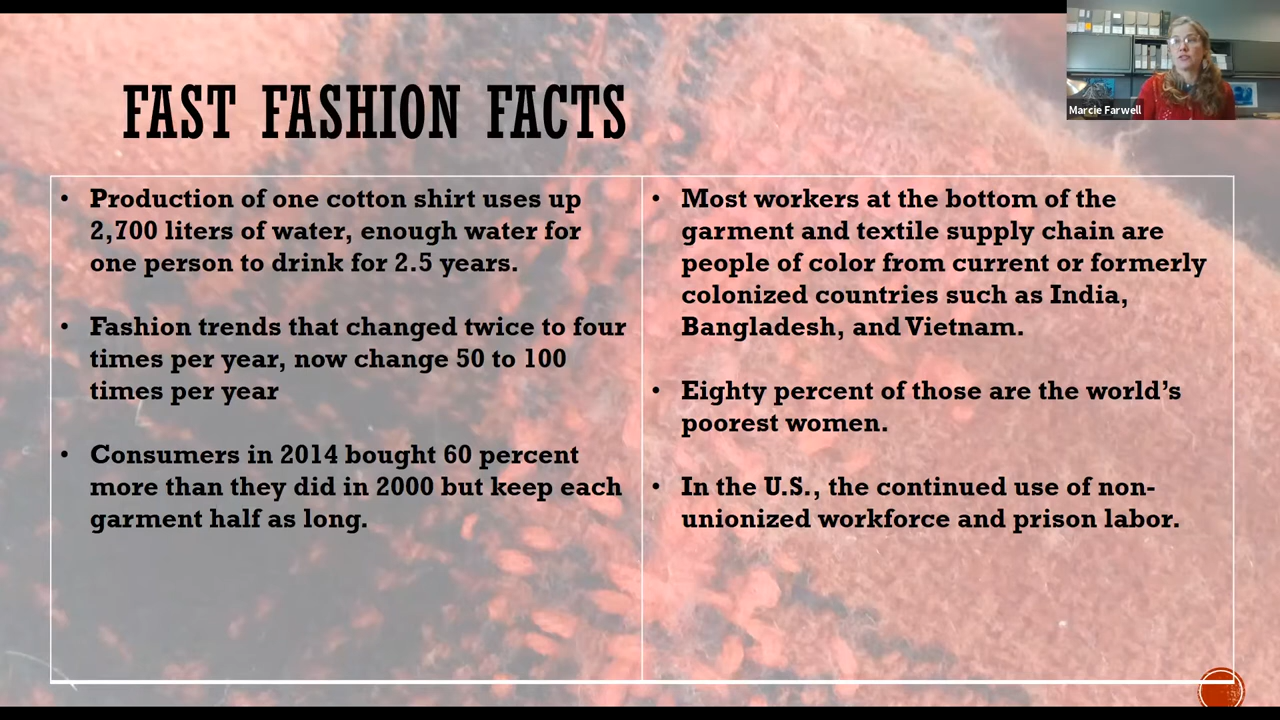 FAST FASHION FACTS
Marcie Farwell
• Production of one cotton shirt uses up
2,700 liters of water, enough water for
one person to drink for 2.5 years.
• Fashion trends that changed twice to four
times per year, now change 50 to 100
times per year
• Consumers in 2014 bought 60 percent
more than they did in 2000 but keep each
garment half as long.
• Most workers at the bottom of the
garment and textile supply chain are
people of color from current or formerly
colonized countries such as India,
Bangladesh, and Vietnam.
• Eighty percent of those are the world’s
poorest women.
• In the U.S., the continued use of non-
unionized workforce and prison labor.